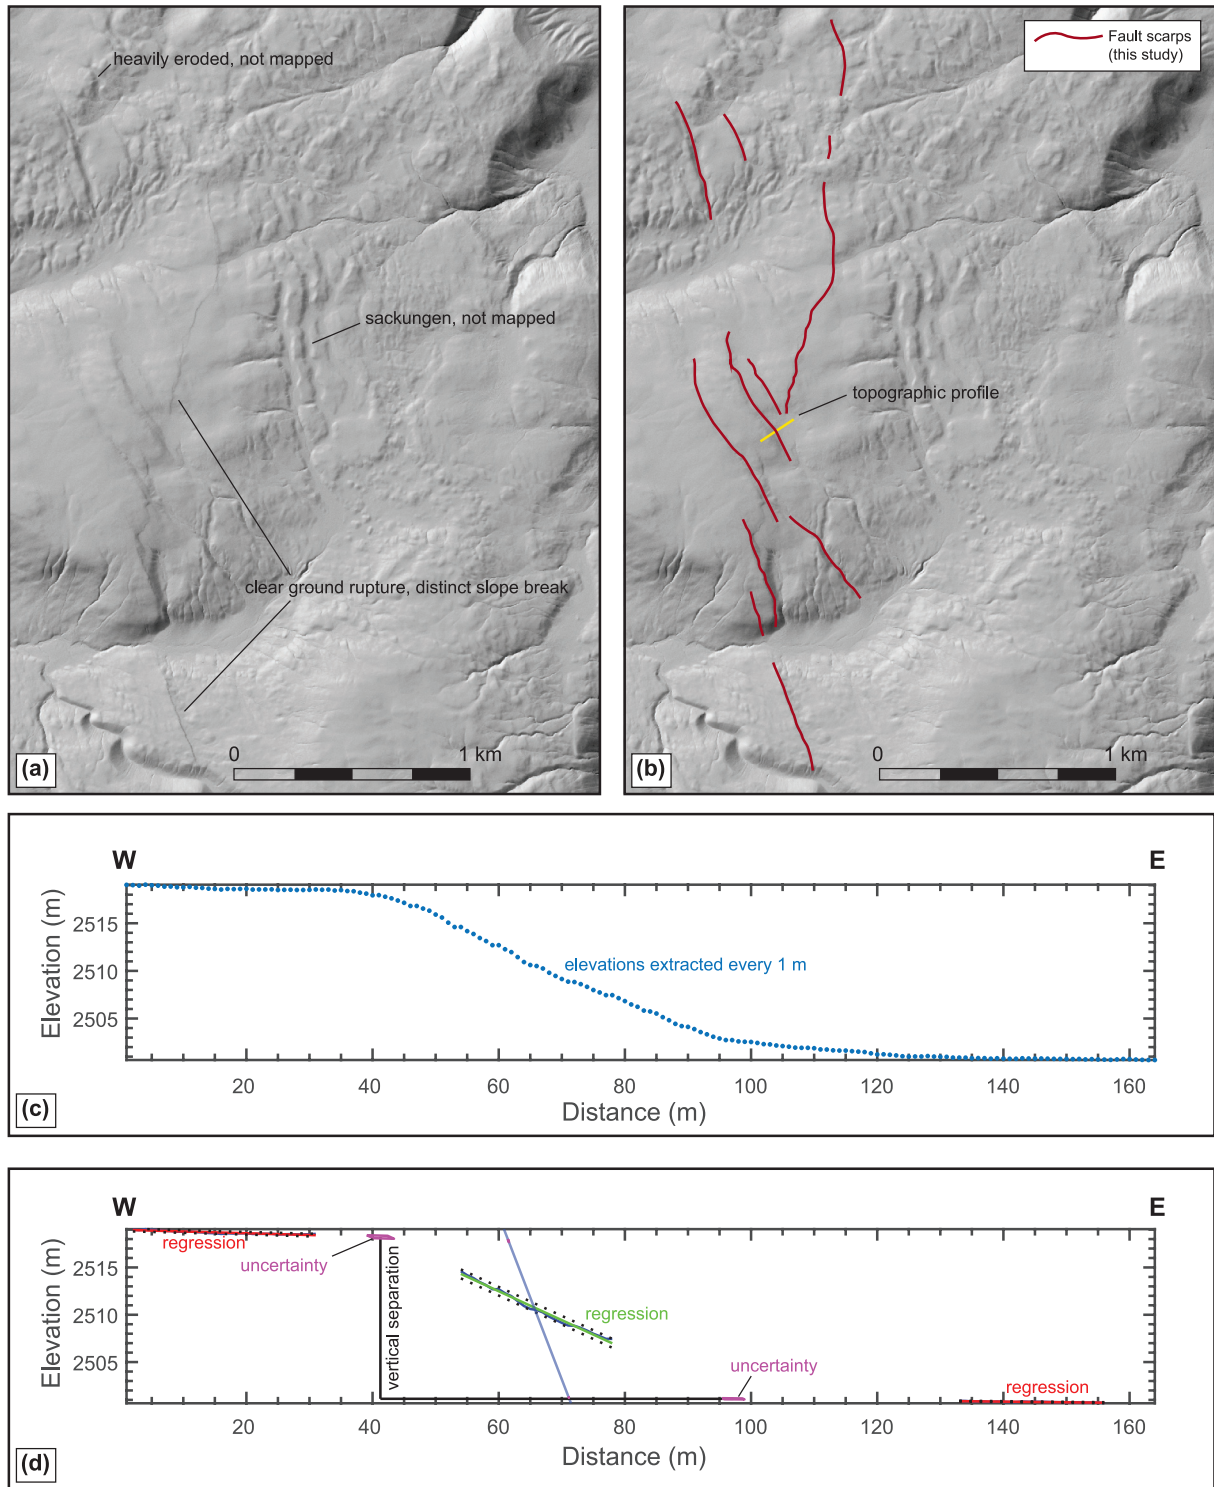 heavily eroded, not mapped
sackungen, not mapped
clear ground rupture, distinct slope break
0
1 km
(a)
Fault scarps
(this study)
topographic profile
0
1 km
(b)
W
E
Elevation (m)
2515
2510
2505
elevations extracted every 1 m
20 40 60 80 100 120 140 160
Distance (m)
(c)
W
E
Elevation (m)
2515
2510
2505
regression
uncertainty
vertical separation
regression
uncertainty
regression
20 40 60 80 100 120 140 160
Distance (m)
(d)